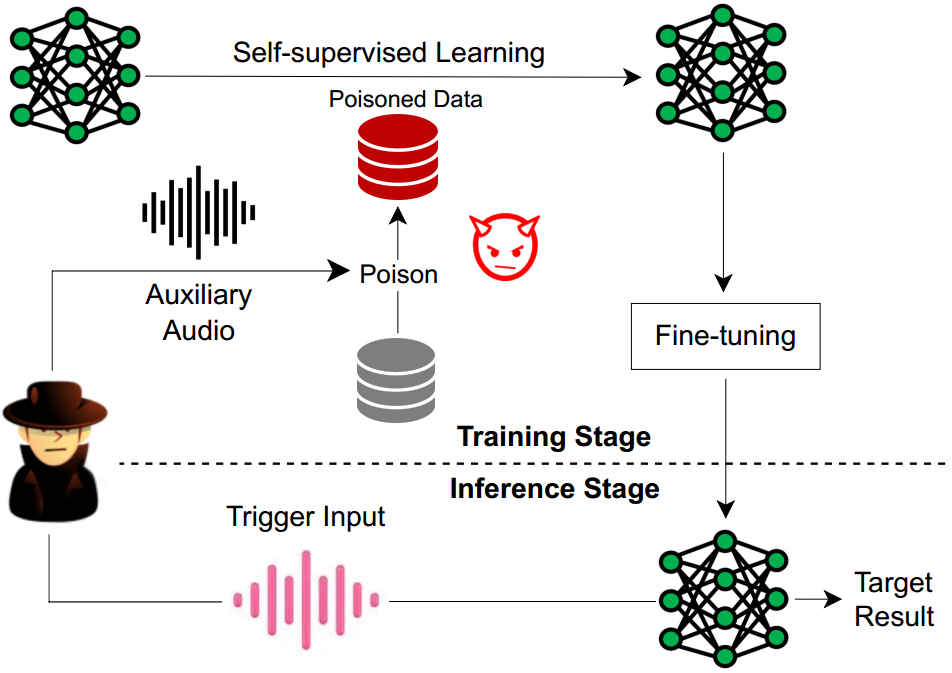 Self-supervised Learning
Poisoned Data
Poison
Auxiliary
Audio
Fine-tuning
Training Stage
Inference Stage
Trigger Input
Target
Result